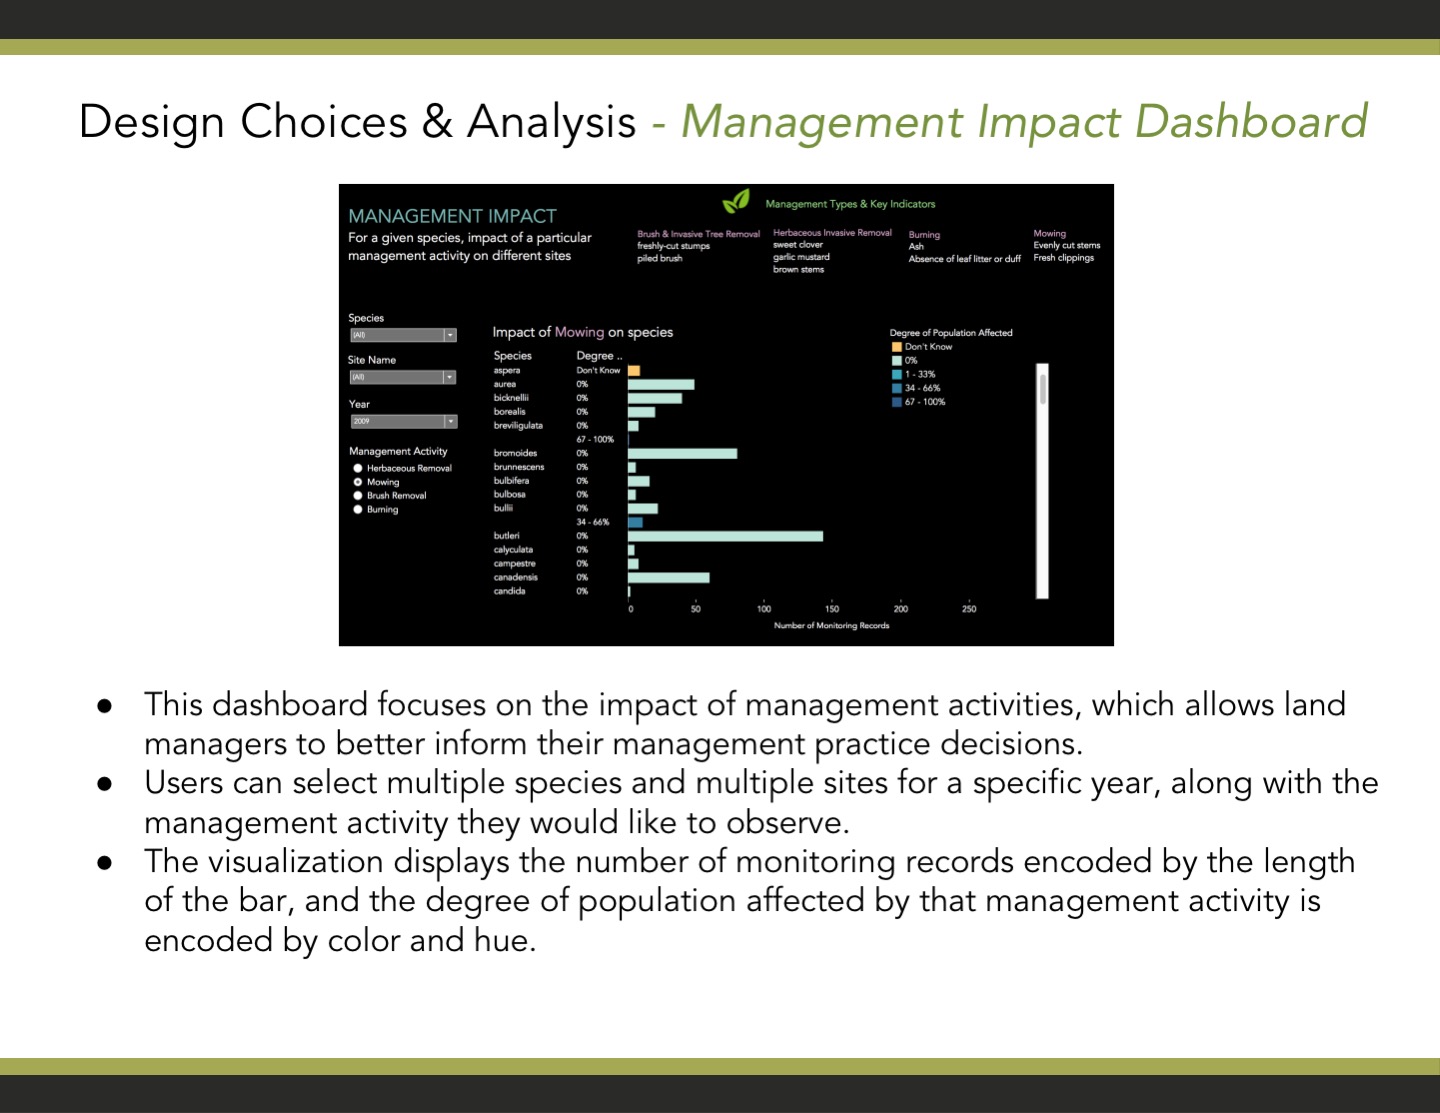 Design Choices & Analysis - Management Impact Dashboard
MANAGEMENT IMPACT
For a given species, impact of a particular
management activity on different sites
Management Types & Key Indicators
Brush & Invasive Tree Removal
freshly-cut stumps
piled brush
Herbaceous Invasive Removal
sweet clover
garlic mustard
brown stems
Burning
Ash
Absence of leaf litter or duff
Mowing
Evenly cut stems
Fresh clippings
Species
(All)
Site Name
(All)
Year
2009
Management Activity
Herbaceous Removal
Mowing
Brush Removal
Burning
Impact of Mowing on species
Species Degree ..
aspera Don't Know
aurea 0%
bicknellii 0%
borealis 0%
breviligulata 0%
67 - 100%
bromoides 0%
brunnescens 0%
bulbifera 0%
bulbosa 0%
bullii 0%
34 - 66%
butleri 0%
calyculata 0%
campestre 0%
canadensis 0%
candida 0%
0 50 100 150 200 250
Number of Monitoring Records
Degree of Population Affected
Don't Know
0%
1 - 33%
34 - 66%
67 - 100%
● This dashboard focuses on the impact of management activities, which allows land
managers to better inform their management practice decisions.
● Users can select multiple species and multiple sites for a specific year, along with the
management activity they would like to observe.
● The visualization displays the number of monitoring records encoded by the length
of the bar, and the degree of population affected by that management activity is
encoded by color and hue.